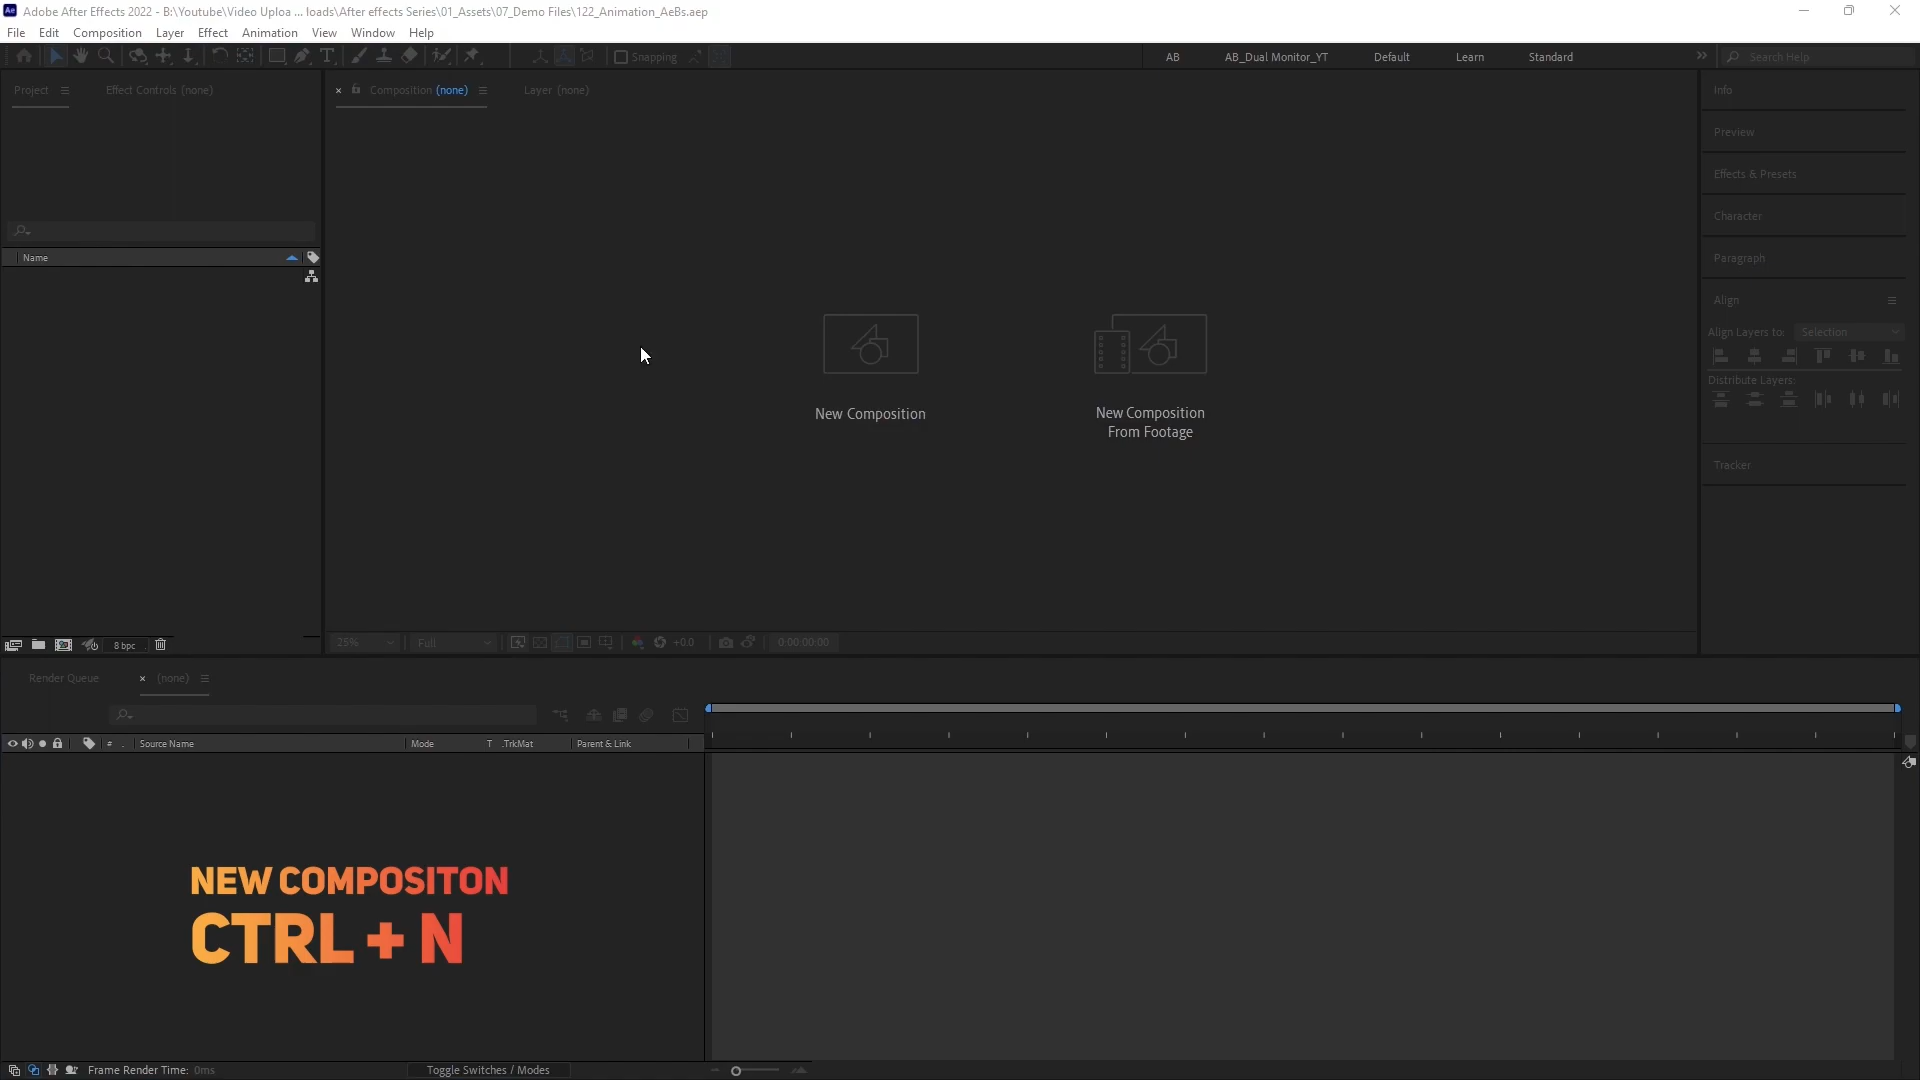 Ae Adobe After Effects 2022 - B:\Youtube\Video Uploa ... loads\After effects Series\01_Assets\07_Demo Files\122_Animation_AeBs.aep
File Edit Composition Layer Effect Animation View Window Help
Snapping AB AB_Dual Monitor_YT Default Learn Standard Search Help
Project Effect Controls (none) Composition (none) Layer (none)
Info
Preview
Effects & Presets
Character
Name
Paragraph
Align
Align Layers to: Selection
Distribute Layers:
New Composition
New Composition
From Footage
Tracker
8 bpc 25% Full +0.0 0:00:00:00
Render Queue (none)
# . Source Name Mode T .TrkMat Parent & Link
NEW COMPOSITON
CTRL + N
Frame Render Time: 0ms Toggle Switches / Modes